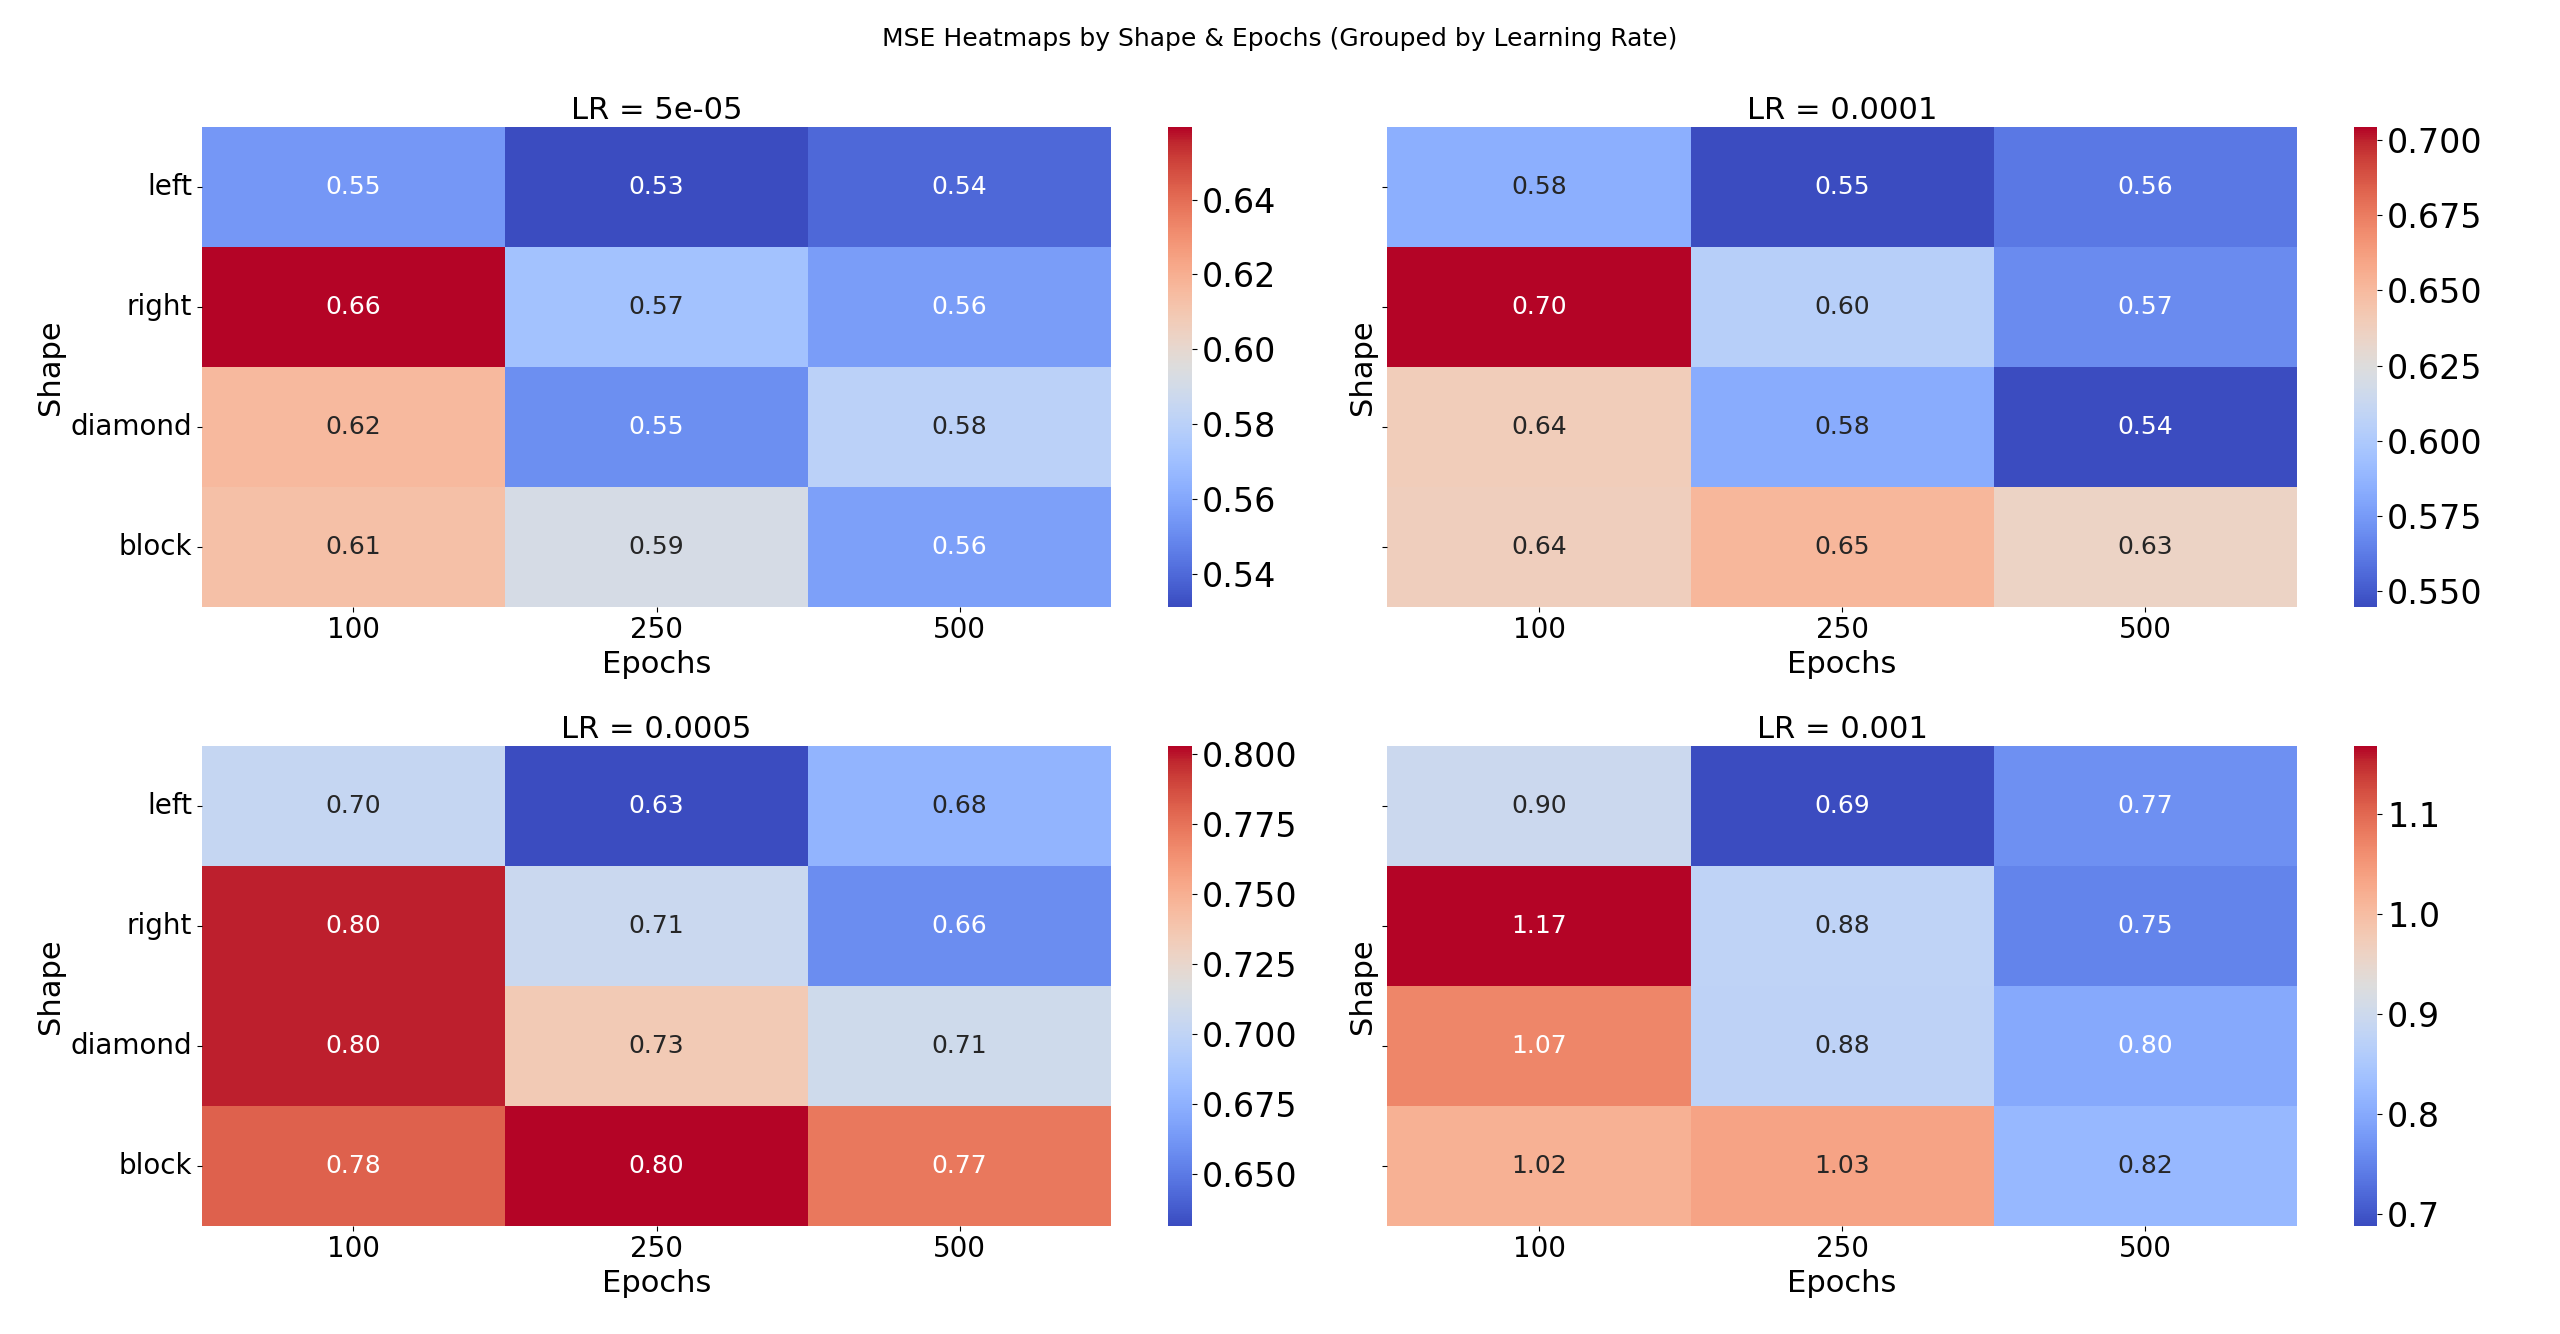 MSE Heatmaps by Shape & Epochs (Grouped by Learning Rate)
LR = 5e-05
Shape
left 0.55 0.53 0.54
right 0.66 0.57 0.56
diamond 0.62 0.55 0.58
block 0.61 0.59 0.56
100 250 500
Epochs
0.64
0.62
0.60
0.58
0.56
0.54
LR = 0.0001
Shape
0.58 0.55 0.56
0.70 0.60 0.57
0.64 0.58 0.54
0.64 0.65 0.63
100 250 500
Epochs
0.700
0.675
0.650
0.625
0.600
0.575
0.550
LR = 0.0005
Shape
left 0.70 0.63 0.68
right 0.80 0.71 0.66
diamond 0.80 0.73 0.71
block 0.78 0.80 0.77
100 250 500
Epochs
0.800
0.775
0.750
0.725
0.700
0.675
0.650
LR = 0.001
Shape
0.90 0.69 0.77
1.17 0.88 0.75
1.07 0.88 0.80
1.02 1.03 0.82
100 250 500
Epochs
1.1
1.0
0.9
0.8
0.7